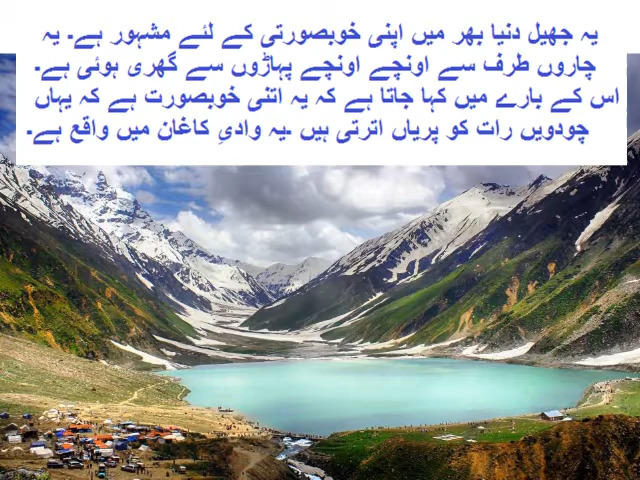 یہ جھیل دنیا بھر میں اپنی خوبصورتی کے لئے مشہور ہے۔ یہ
چاروں طرف سے اونچے اونچے پہاڑوں سے گھری ہوئی ہے۔
اس کے بارے میں کہا جاتا ہے کہ یہ اتنی خوبصورت ہے کہ یہاں
چودویں رات کو پریاں اترتی ہیں ۔یہ وادیِ کاغان میں واقع ہے۔